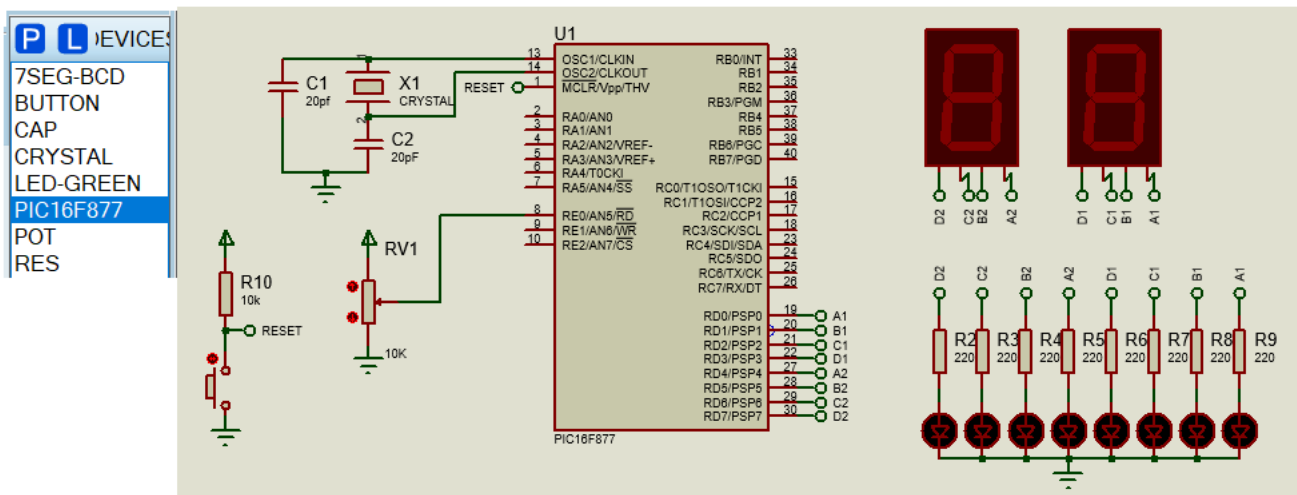 P L DEVICES
7SEG-BCD
BUTTON
CAP
CRYSTAL
LED-GREEN
PIC16F877
POT
RES
C1
20pf
1
X1
CRYSTAL
2
C2
20pF
RESET
R10
10k
RESET
RV1
10K
U1
13 OSC1/CLKIN
14 OSC2/CLKOUT
1 MCLR/Vpp/THV
2 RA0/AN0
3 RA1/AN1
4 RA2/AN2/VREF-
5 RA3/AN3/VREF+
6 RA4/T0CKI
7 RA5/AN4/SS
8 RE0/AN5/RD
9 RE1/AN6/WR
10 RE2/AN7/CS
RB0/INT 33
RB1 34
RB2 35
RB3/PGM 36
RB4 37
RB5 38
RB6/PGC 39
RB7/PGD 40
RC0/T1OSO/T1CKI 15
RC1/T1OSI/CCP2 16
RC2/CCP1 17
RC3/SCK/SCL 18
RC4/SDI/SDA 23
RC5/SDO 24
RC6/TX/CK 25
RC7/RX/DT 26
RD0/PSP0 19 A1
RD1/PSP1 20 B1
RD2/PSP2 21 C1
RD3/PSP3 22 D1
RD4/PSP4 27 A2
RD5/PSP5 28 B2
RD6/PSP6 29 C2
RD7/PSP7 30 D2
PIC16F877
8 8
D2 C2 B2 A2 D1 C1 B1 A1
D2 C2 B2 A2 D1 C1 B1 A1
R2 R3 R4 R5 R6 R7 R8 R9
220 220 220 220 220 220 220 220